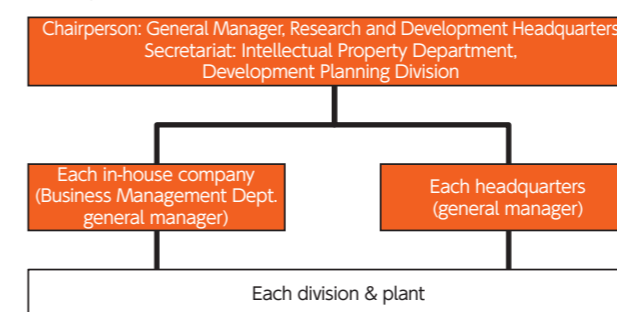 Chairperson: General Manager, Research and Development Headquarters
Secretariat: Intellectual Property Department,
Development Planning Division
Each in-house company
(Business Management Dept.
general manager)
Each headquarters
(general manager)
Each division & plant